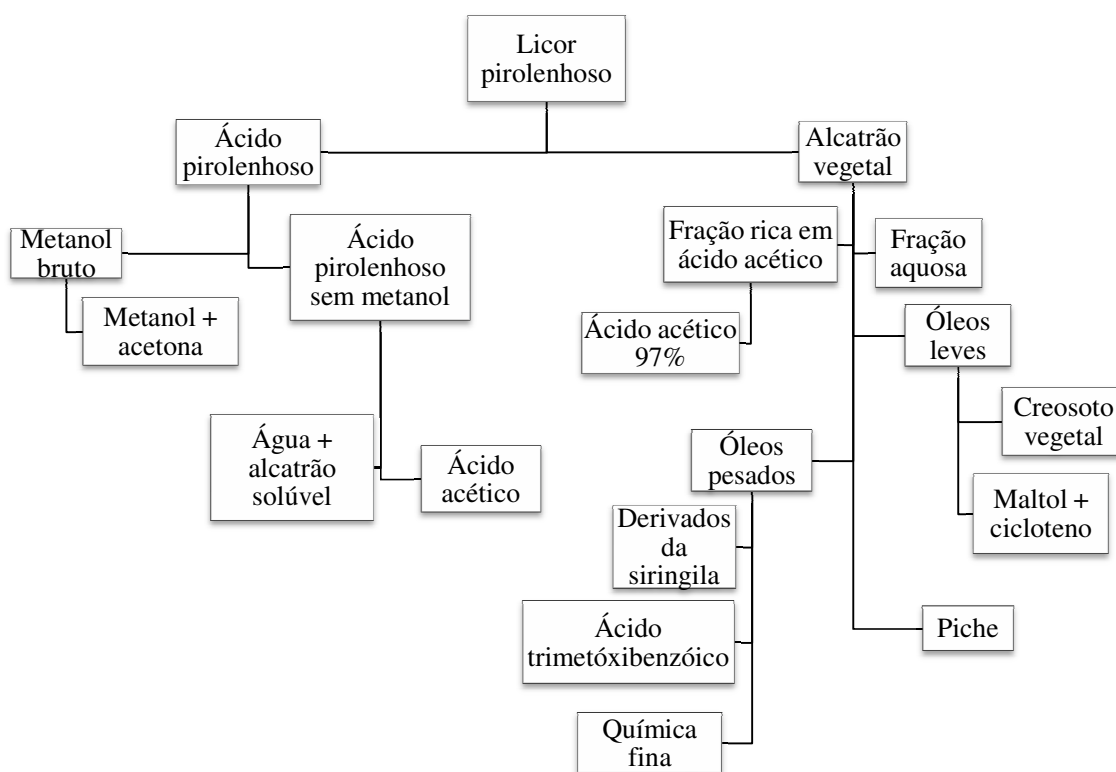 Licor
pirolenhoso
Ácido
pirolenhoso
Alcatrão
vegetal
Metanol
bruto
Ácido
pirolenhoso
sem metanol
Metanol +
acetona
Água +
alcatrão
solúvel
Ácido
acético
Fração rica em
ácido acético
Fração
aquosa
Ácido acético
97%
Óleos
leves
Creosoto
vegetal
Maltol +
cicloteno
Óleos
pesados
Derivados
da
siringila
Ácido
trimetóxibenzóico
Química
fina
Piche